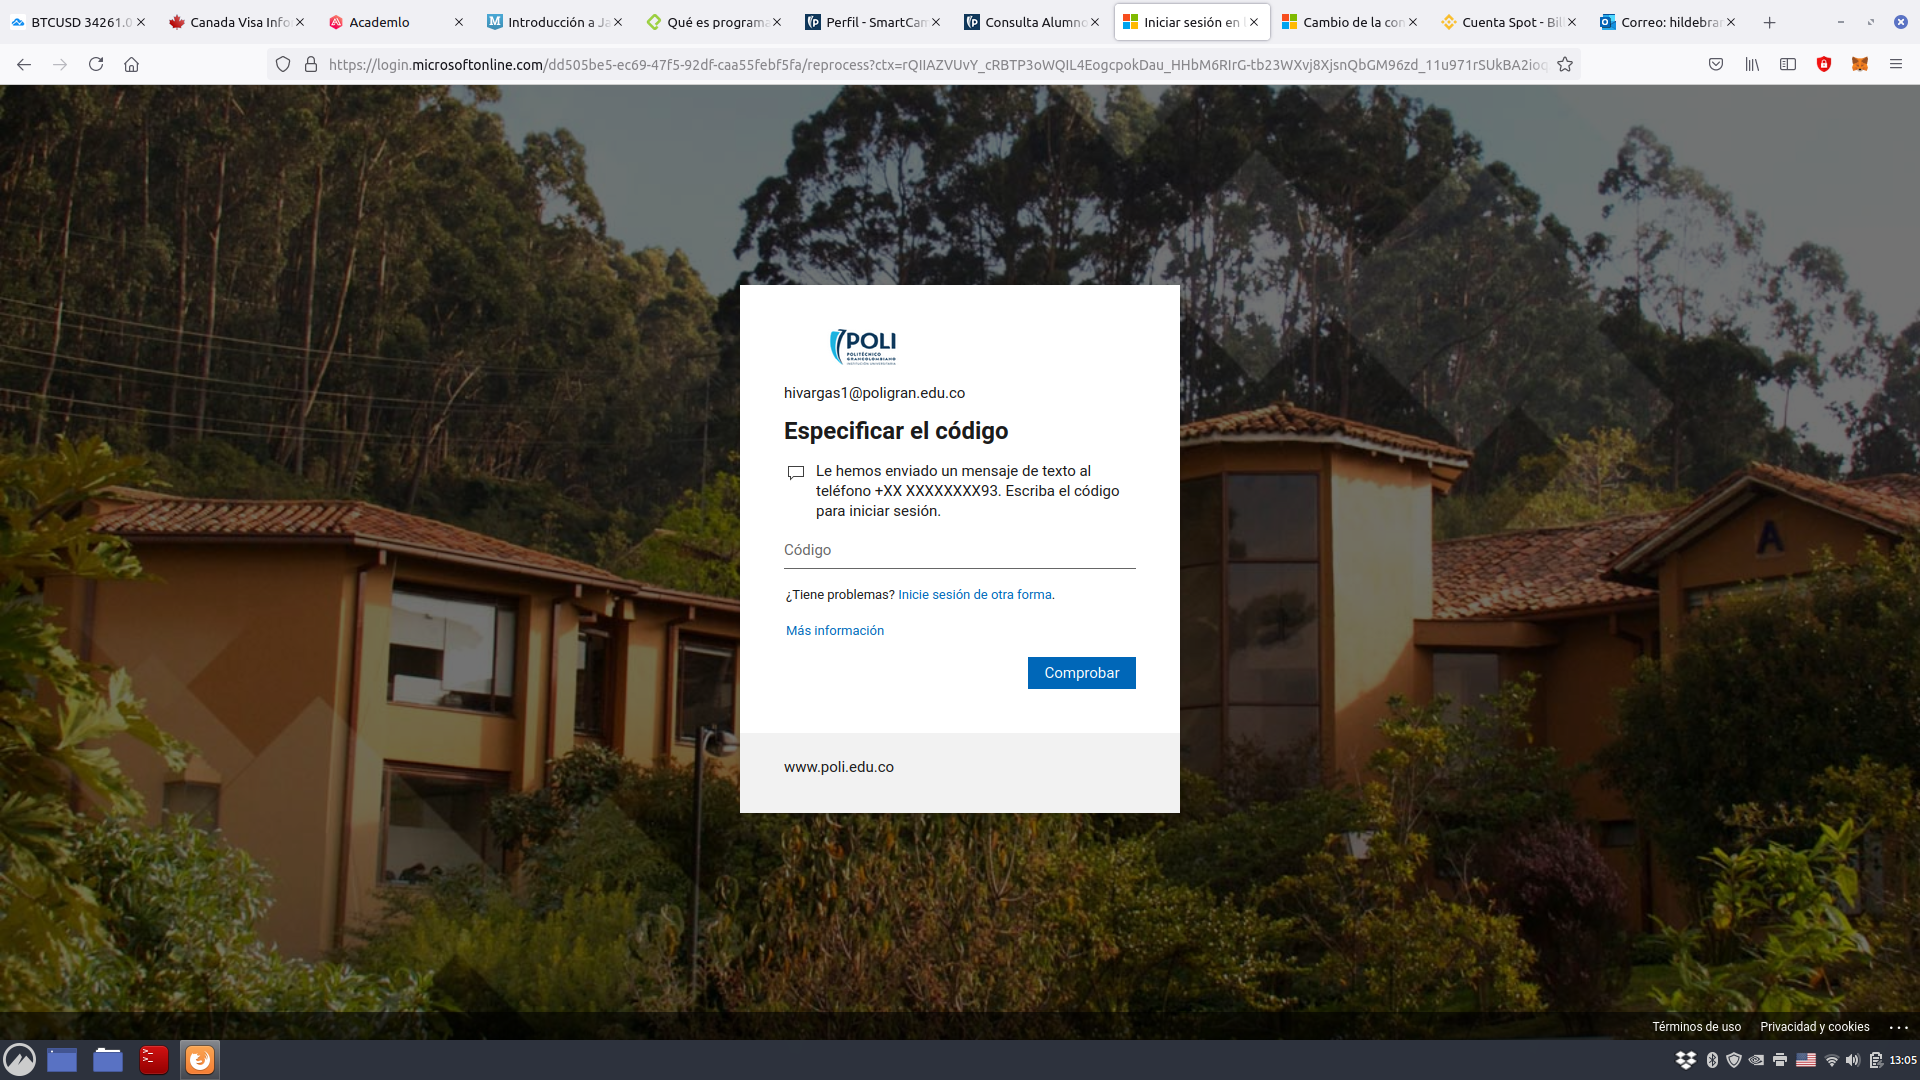 BTCUSD 34261.0
Canada Visa Info
Academlo
Introducción a Ja
Qué es programa
Perfil - SmartCam
Consulta Alumno
Iniciar sesión en
Cambio de la con
Cuenta Spot - Bil
Correo: hildebran
https://login.microsoftonline.com/dd505be5-ec69-47f5-92df-caa55febf5fa/reprocess?ctx=rQIIAZVUvY_cRBTP3oWQIL4EogcpokDau_HHbM6RIrG-tb23WXvj8XjsnQbGM96zd_11u971rSUkBA2ioq
POLI
POLITÉCNICO
GRANCOLOMBIANO
INSTITUCIÓN UNIVERSITARIA
hivargas1@poligran.edu.co
Especificar el código
Le hemos enviado un mensaje de texto al
teléfono +XX XXXXXXXX93. Escriba el código
para iniciar sesión.
Código
¿Tiene problemas? Inicie sesión de otra forma.
Más información
Comprobar
www.poli.edu.co
A
Términos de uso Privacidad y cookies ...
13:05